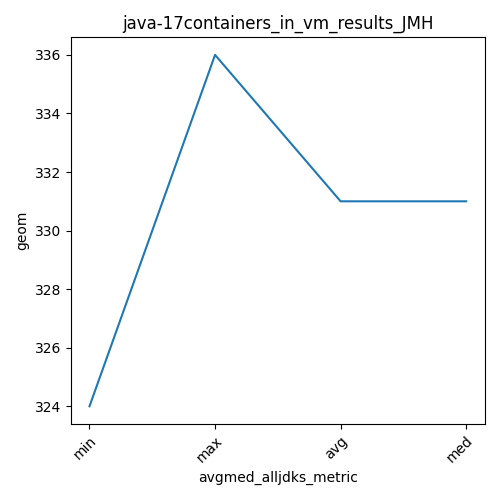 java-17containers_in_vm_results_JMH
geom
336
334
332
330
328
326
324
min
max
avg
med
avgmed_alljdks_metric